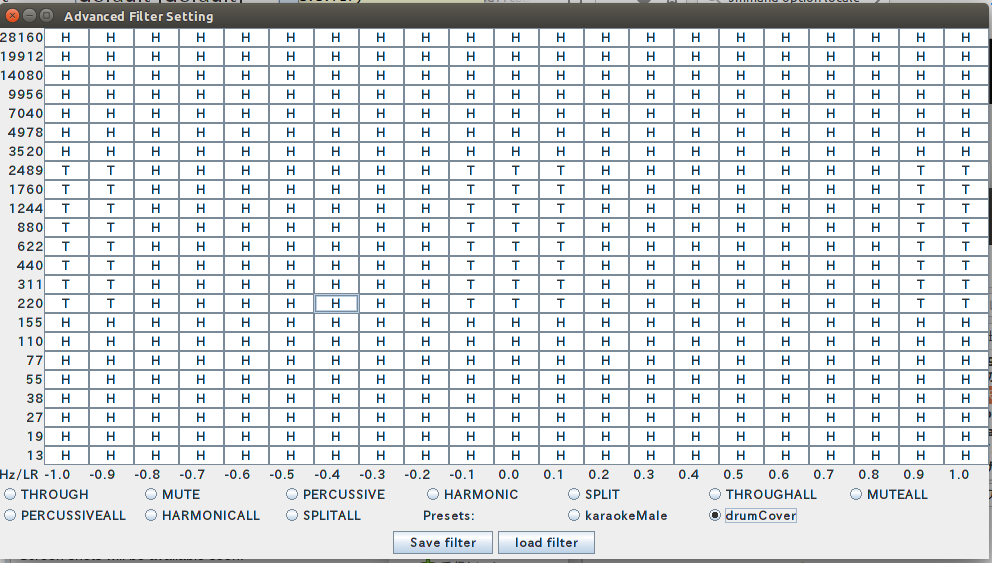 Advanced Filter Setting
28160 H H H H H H H H H H H H H H H H H H H H H
19912 H H H H H H H H H H H H H H H H H H H H H
14080 H H H H H H H H H H H H H H H H H H H H H
9956 H H H H H H H H H H H H H H H H H H H H H
7040 H H H H H H H H H H H H H H H H H H H H H
4978 H H H H H H H H H H H H H H H H H H H H H
3520 H H H H H H H H H H H H H H H H H H H H H
2489 T T H H H H H H H T T T H H H H H H H T T
1760 T T H H H H H H H T T T H H H H H H H T T
1244 T T H H H H H H H T T T H H H H H H H T T
880 T T H H H H H H H T T T H H H H H H H T T
622 T T H H H H H H H T T T H H H H H H H T T
440 T T H H H H H H H T T T H H H H H H H T T
311 T T H H H H H H H T T T H H H H H H H T T
220 T T H H H H H H H T T T H H H H H H H T T
155 H H H H H H H H H H H H H H H H H H H H H
110 H H H H H H H H H H H H H H H H H H H H H
77 H H H H H H H H H H H H H H H H H H H H H
55 H H H H H H H H H H H H H H H H H H H H H
38 H H H H H H H H H H H H H H H H H H H H H
27 H H H H H H H H H H H H H H H H H H H H H
19 H H H H H H H H H H H H H H H H H H H H H
13 H H H H H H H H H H H H H H H H H H H H H
Hz/LR -1.0 -0.9 -0.8 -0.7 -0.6 -0.5 -0.4 -0.3 -0.2 -0.1 0.0 0.1 0.2 0.3 0.4 0.5 0.6 0.7 0.8 0.9 1.0
THROUGH MUTE PERCUSSIVE HARMONIC SPLIT THROUGHALL MUTEALL
PERCUSSIVEALL HARMONICALL SPLITALL Presets: karaokeMale drumCover
Save filter load filter